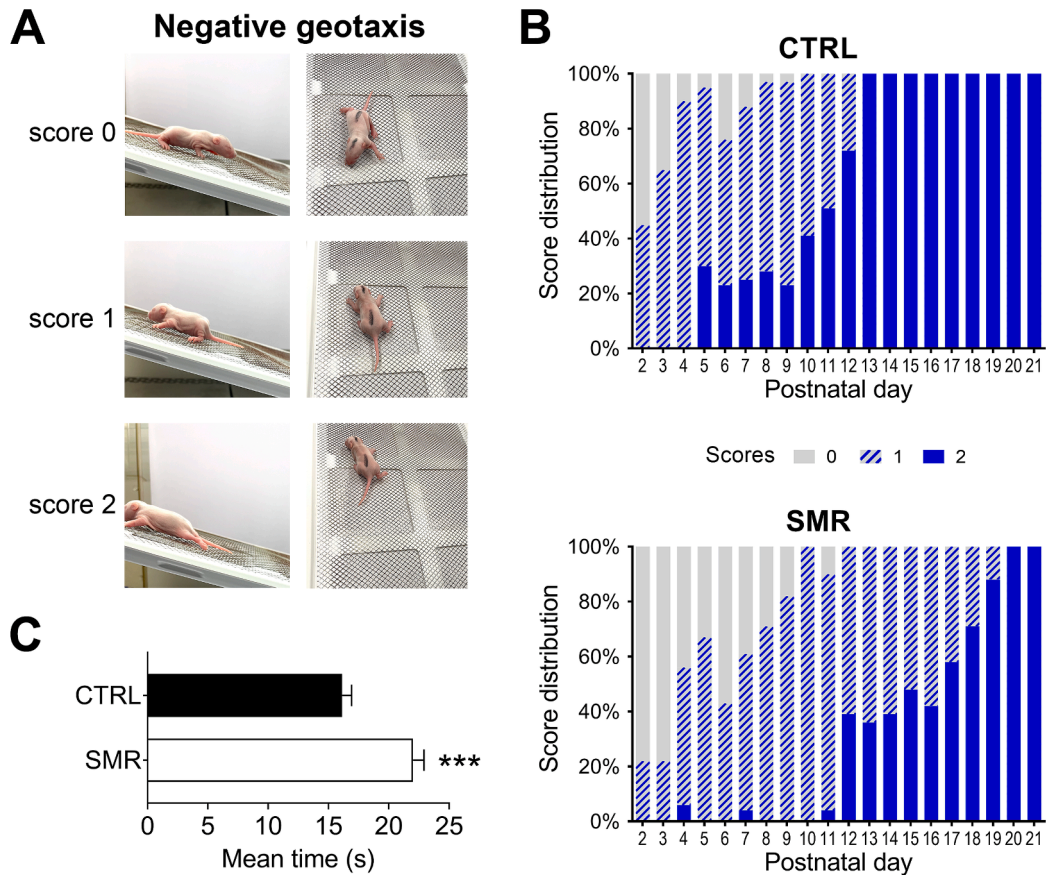 A
Negative geotaxis
score 0
score 1
score 2
B
CTRL
Score distribution
100%
80%
60%
40%
20%
0%
2 3 4 5 6 7 8 9 10 11 12 13 14 15 16 17 18 19 20 21
Postnatal day
Scores 0 1 2
SMR
Score distribution
100%
80%
60%
40%
20%
0%
2 3 4 5 6 7 8 9 10 11 12 13 14 15 16 17 18 19 20 21
Postnatal day
C
CTRL
SMR
***
0 5 10 15 20 25
Mean time (s)